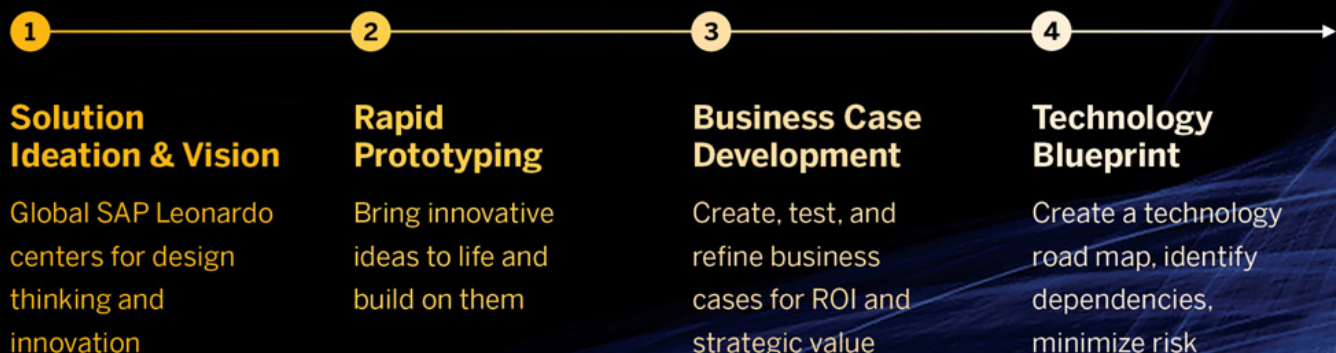 1
2
3
4
Solution
Ideation & Vision
Global SAP Leonardo
centers for design
thinking and
innovation
Rapid
Prototyping
Bring innovative
ideas to life and
build on them
Business Case
Development
Create, test, and
refine business
cases for ROI and
strategic value
Technology
Blueprint
Create a technology
road map, identify
dependencies,
minimize risk